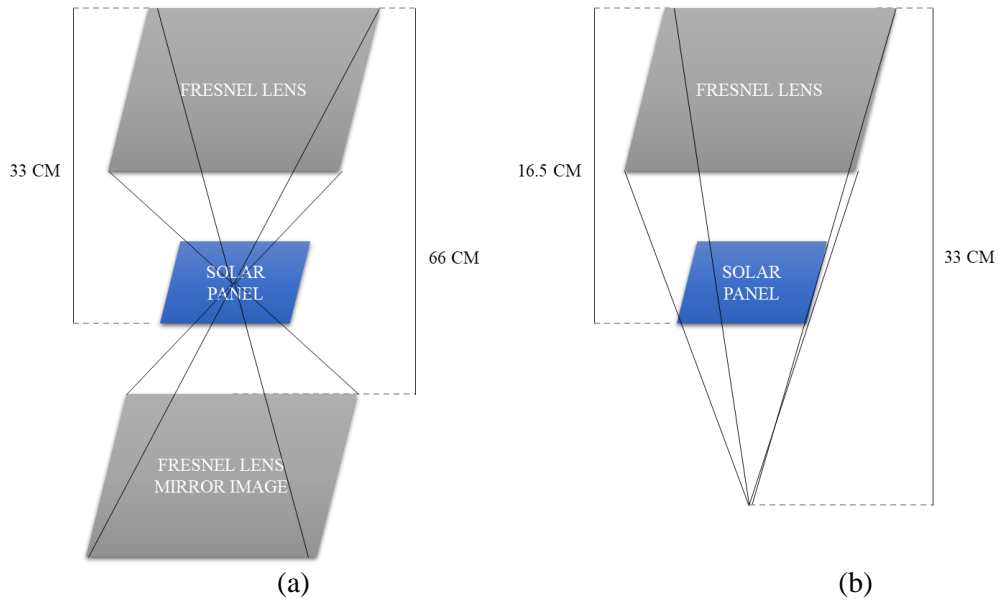 FRESNEL LENS
33 CM
SOLAR
PANEL
66 CM
FRESNEL LENS
MIRROR IMAGE
(a)
FRESNEL LENS
16.5 CM
SOLAR
PANEL
33 CM
(b)